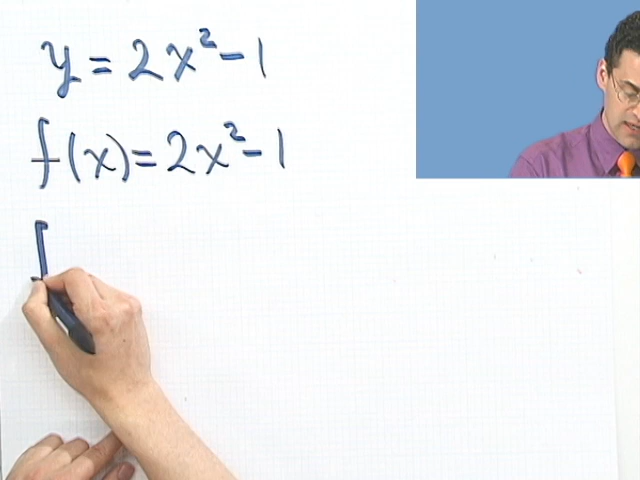 y = 2x² - 1
f(x) = 2x² - 1